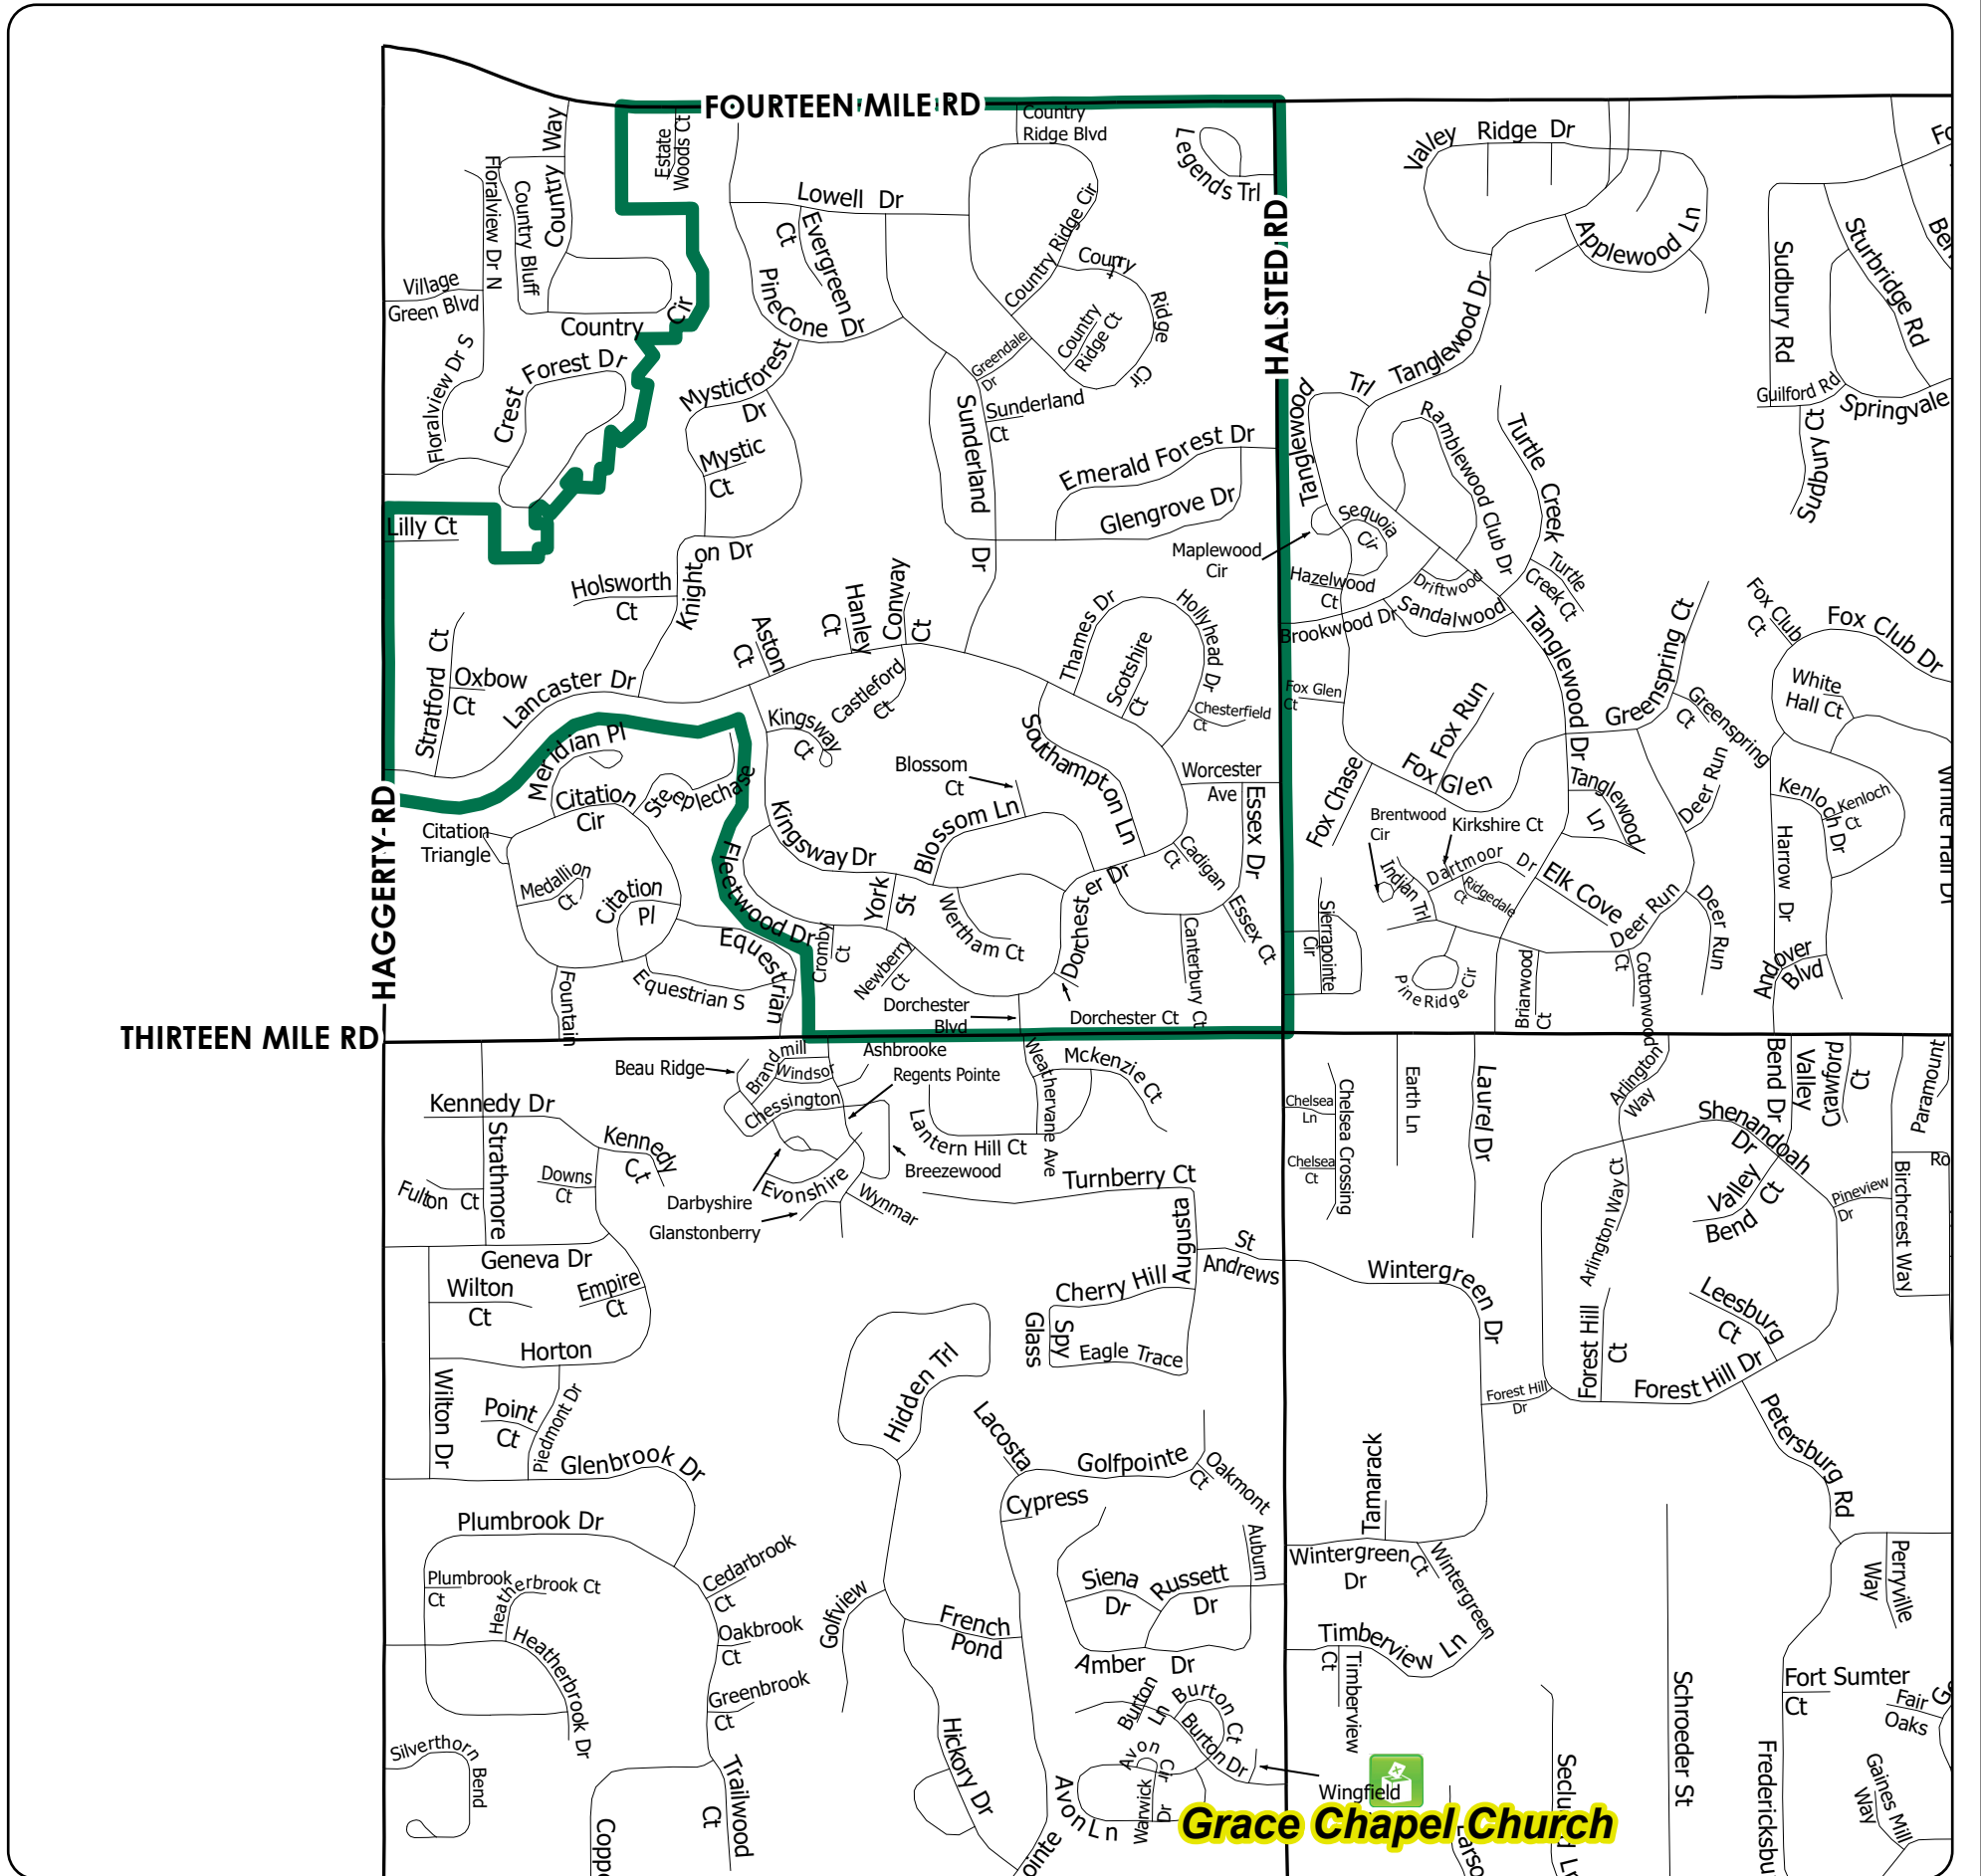 FOURTEEN MILE RD
HALSTED RD
HAGGERTY RD
THIRTEEN MILE RD
Country Way
Estate
Woods Ct
Floralview Dr N
Country Bluff
Village
Green Blvd
Country Cir
Floralview Dr S
Crest Forest Dr
Lilly Ct
Lowell Dr
Evergreen Ct
PineCone Dr
Country
Ridge Blvd
Country Ridge Cir
Counry Ridge Cir
Country
Ridge Ct
Legends Trl
Greendale
Dr
Sunderland
Ct
Sunderland Dr
Mysticforest
Dr
Mystic
Ct
Emerald Forest Dr
Glengrove Dr
Knighton Dr
Holsworth
Ct
Maplewood
Cir
Stratford Ct
Oxbow
Ct
Lancaster Dr
Aston
Ct
Hanley
Ct
Conway
Ct
Castleford
Ct
Kingsway
Ct
Thames Dr
Hollyhead Dr
Scotshire
Ct
Chesterfield
Ct
Southampton Ln
Worcester
Ave
Essex Dr
Blossom
Ct
Blossom Ln
Kingsway Dr
Meridian Pl
Citation
Cir
Steeplechase
Citation
Triangle
Medallion
Ct
Citation
Pl
Fleetwood Dr
Equestrian
Equestrian S
Fountain
York
St
Wertham Ct
Cromby
Ct
Newberry
Ct
Dorchester Dr
Dorchester
Blvd
Dorchester Ct
Cadigan
Ct
Canterbury Ct
Essex Ct
Valley Ridge Dr
Applewood Ln
Tanglewood Dr
Tanglewood Trl
Ramblewood Club Dr
Turtle Creek
Turtle
Creek Ct
Sequoia
Cir
Hazelwood
Ct
Driftwood
Sandalwood
Brookwood Dr
Tanglewood Dr
Fox Glen
Ct
Fox Run
Fox Glen
Fox Chase
Greenspring Ct
Greenspring
Ct
Tanglewood
Ln
Deer Run
Brentwood
Cir
Kirkshire Ct
Dartmoor Dr
Indian Trl
Ridgedale
Ct
Elk Cove
Deer Run
Deer Run
Sierrapointe
Cir
PineRidgeCir
Briarwood
Ct
Cottonwood
Ct
Sudbury Rd
Sturbridge Rd
Guilford Rd
Springvale
Sudbury Ct
Fox Club
Ct
Fox Club Dr
White
Hall Ct
White Hall Dr
Kenloch Dr
Kenloch
Ct
Harrow Dr
Andover
Blvd
Beau Ridge
Brandmill
Windsor
Ashbrooke
Regents Pointe
Chessington
Breezewood
Darbyshire
Evonshire
Glanstonberry
Wynmar
Weathervane Ave
Mckenzie Ct
Lantern Hill Ct
Kennedy Dr
Kennedy
Ct
Strathmore
Downs
Ct
Fulton Ct
Geneva Dr
Wilton
Ct
Empire
Ct
Horton
Wilton Dr
Point
Ct
Piedmont Dr
Glenbrook Dr
Turnberry Ct
Augusta
St
Andrews
Cherry Hill
Spy
Glass
Eagle Trace
Hidden Trl
Lacosta
Golfpointe
Oakmont
Ct
Cypress
Auburn
Siena
Dr
Russett
Dr
Amber Dr
Plumbrook Dr
Plumbrook
Ct
Heatherbrook Ct
Heatherbrook Dr
Cedarbrook
Ct
Oakbrook
Ct
Greenbrook
Ct
Trailwood
Ct
Silverthorn
Bend
Coppe
Golfview
French
Pond
Hickory Dr
Burton
Ln
Burton Ct
Burton Dr
Avon
Cir
Avon Ln
Warwick
Dr
ointe
Wingfield
Chelsea
Ln
Chelsea
Ct
Chelsea Crossing
Earth Ln
Laurel Dr
Arlington
Way
Arlington Way Ct
Shenandoah
Dr
Valley
Bend Dr
Crawford
Ct
Valley
Bend Ct
Paramount
Ro
Pineview
Dr
Birchcrest Way
Wintergreen Dr
Leesburg
Ct
Forest Hill
Ct
Forest Hill Dr
Forest Hill
Dr
Petersburg Rd
Tamarack
Wintergreen
Dr
Wintergreen
Ct
Timberview Ln
Timberview
Ct
Perryville
Way
Fort Sumter
Ct
Fair
Oaks
Gaines Mill
Way
Schroeder St
Fredericksbu
Grace Chapel Church